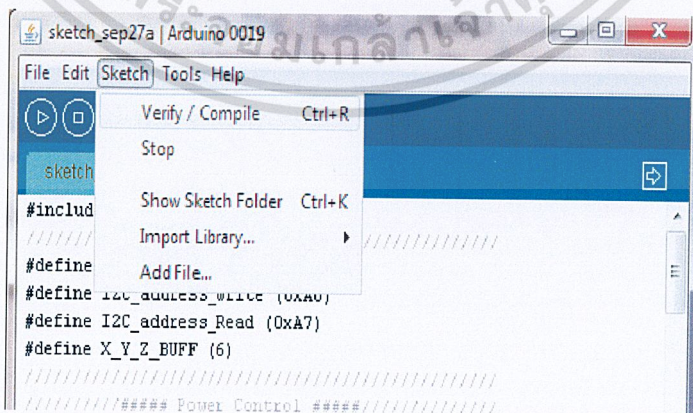 sketch_sep27a | Arduino 0019
File Edit Sketch Tools Help
Verify / Compile Ctrl+R
Stop
sketch
Show Sketch Folder Ctrl+K
#includ
Import Library...
#define
Add File...
#define I2C_address_Write (0xA6)
#define I2C_address_Read (0xA7)
#define X_Y_Z_BUFF (6)
//////////////////////////////////////////////
/////////##### Power Control #####/////////////